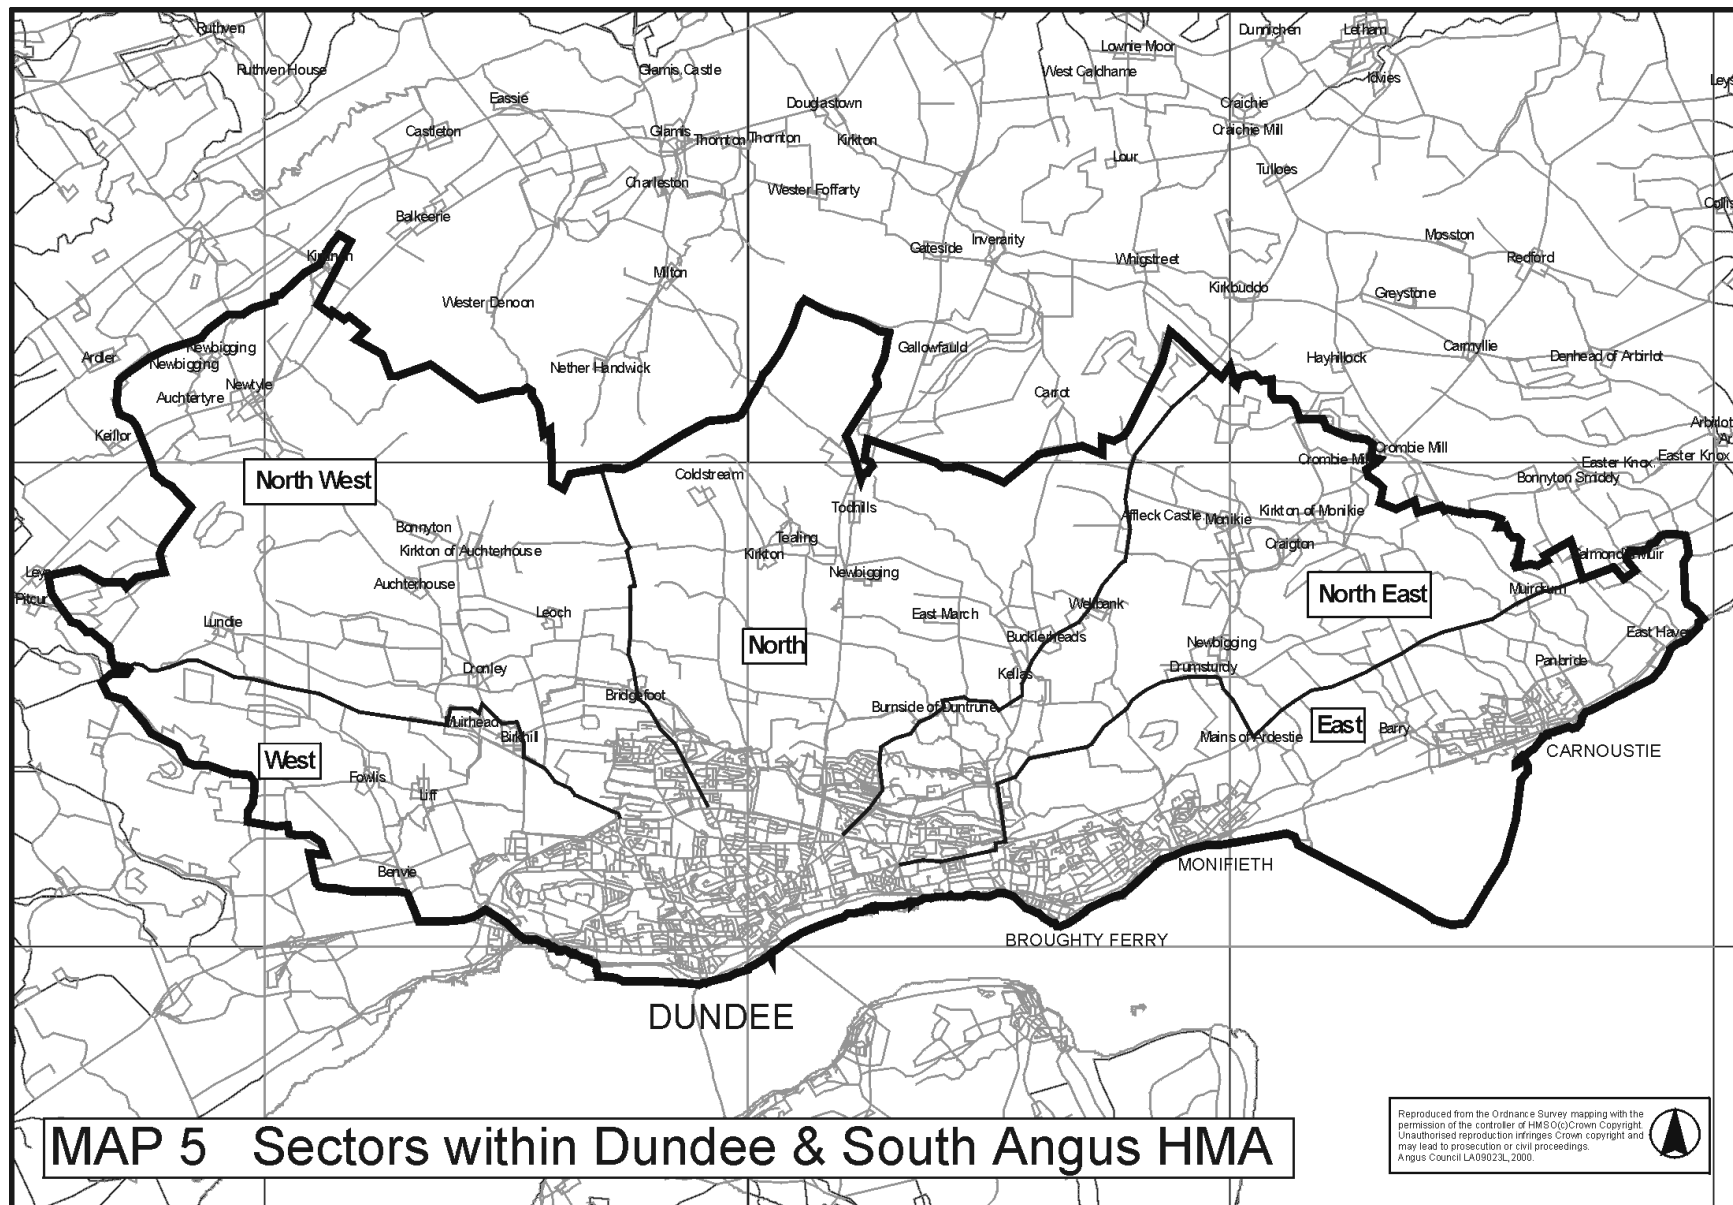 Ruthven
Ruthven House
Glamis Castle
Lownie Moor
Dunnichen
Letham
West Galdhame
Idvies
Eassie
Douglastown
Craichie
Castleton
Glamis
Thornton
Thornton
Kirkton
Craichie Mill
Lour
Tulloes
Charleston
Wester Foffarty
Balkeerie
Gateside
Inverarity
Mosston
Milton
Whigstreet
Redford
Wester Denoon
Kirkbuddo
Greystone
Newbigging
Newbigging
Ardler
Gallowfauld
Hayhillock
Carmyllie
Denhead of Arbirlot
Nether Handwick
Newtyle
Auchtertyre
Carrot
Keillor
Arbirlot
Crombie Mill
Easter Knox
Easter Knox
North West
Coldstream
Bonnyton Smiddy
Todhills
Affleck Castle
Monikie
Kirkton of Monikie
Bonnyton
Kirkton of Auchterhouse
Tealing
Kirkton
Craigton
Leys
Auchterhouse
Newbigging
Muirdrum
Pitcur
North East
Lundie
Leoch
East March
Wellbank
Bucklerheads
East Haven
North
Newbigging
Dronley
Kellas
Drumsturdy
Panbride
Bridgefoot
Burnside of Duntrune
Muirhead
Birkhill
Mains of Ardestie
East
Barry
West
CARNOUSTIE
Fowlis
Liff
Benvie
MONIFIETH
BROUGHTY FERRY
DUNDEE
MAP 5 Sectors within Dundee & South Angus HMA
Reproduced from the Ordnance Survey mapping with the
permission of the controller of HMSO(c)Crown Copyright.
Unauthorised reproduction infringes Crown copyright and
may lead to prosecution or civil proceedings.
Angus Council LA09023L, 2000.